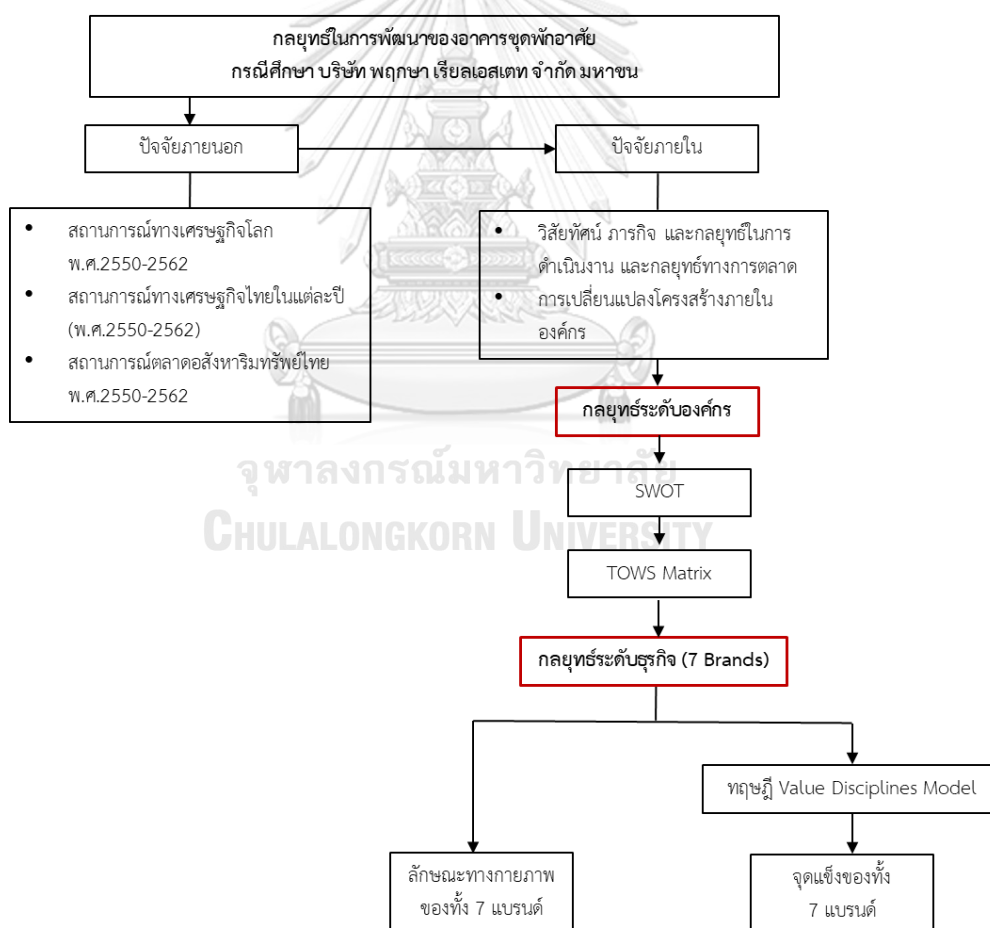 กลยุทธ์ในการพัฒนาของอาคารชุดพักอาศัย
กรณีศึกษา บริษัท พฤกษา เรียลเอสเตท จำกัด มหาชน
ปัจจัยภายนอก
ปัจจัยภายใน
• สถานการณ์ทางเศรษฐกิจโลก
พ.ศ.2550-2562
• สถานการณ์ทางเศรษฐกิจไทยในแต่ละปี
(พ.ศ.2550-2562)
• สถานการณ์ตลาดอสังหาริมทรัพย์ไทย
พ.ศ.2550-2562
• วิสัยทัศน์ ภารกิจ และกลยุทธ์ในการ
ดำเนินงาน และกลยุทธ์ทางการตลาด
• การเปลี่ยนแปลงโครงสร้างภายใน
องค์กร
กลยุทธ์ระดับองค์กร
จุฬาลงกรณ์มหาวิทยาลัย
SWOT
CHULALONGKORN UNIVERSITY
TOWS Matrix
กลยุทธ์ระดับธุรกิจ (7 Brands)
ทฤษฎี Value Disciplines Model
ลักษณะทางกายภาพ
ของทั้ง 7 แบรนด์
จุดแข็งของทั้ง
7 แบรนด์